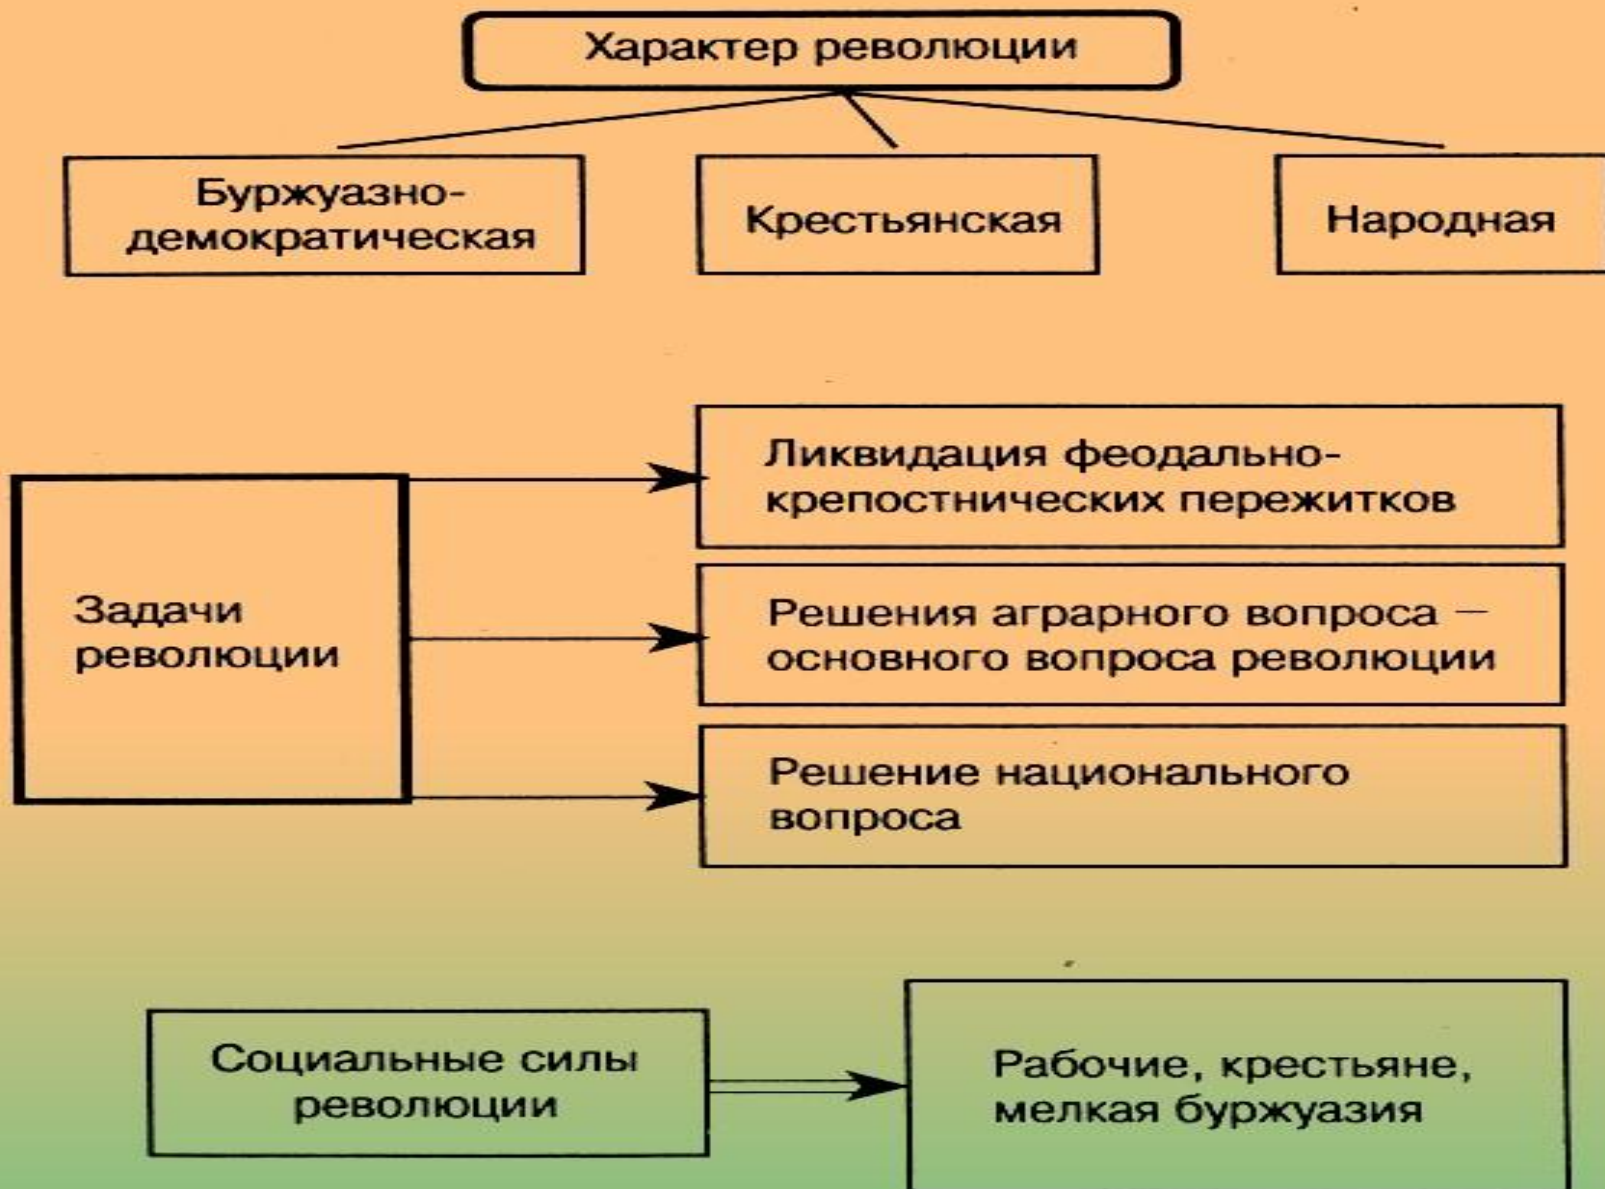 Характер революции
Буржуазно-
демократическая
Крестьянская
Народная
Ликвидация феодально-
крепостнических пережитков
Задачи
революции
Решения аграрного вопроса —
основного вопроса революции
Решение национального
вопроса
Социальные силы
революции
Рабочие, крестьяне,
мелкая буржуазия